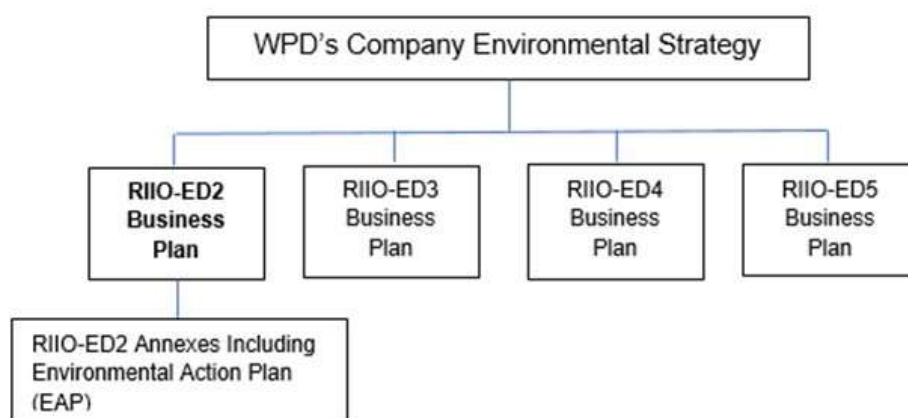 WPD's Company Environmental Strategy
RIIO-ED2
Business
Plan
RIIO-ED3
Business
Plan
RIIO-ED4
Business
Plan
RIIO-ED5
Business
Plan
RIIO-ED2 Annexes Including
Environmental Action Plan
(EAP)